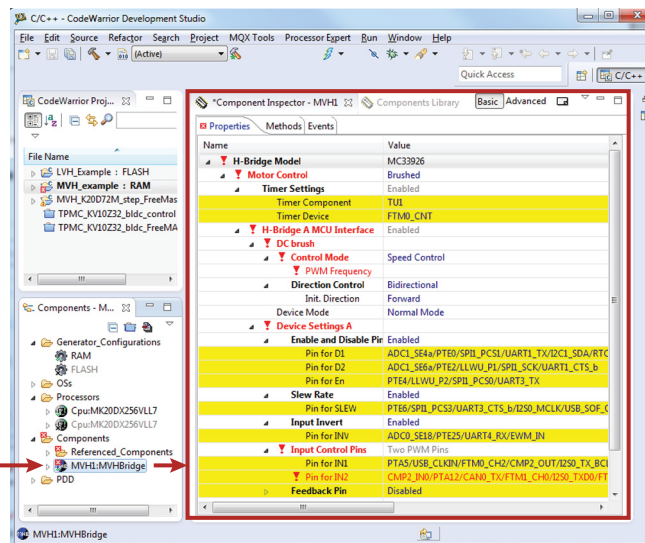 C/C++ - CodeWarrior Development Studio
File Edit Source Refactor Search Project MQX Tools Processor Expert Run Window Help
(Active)
Quick Access
C/C++
CodeWarrior Proj...
File Name
LVH_Example : FLASH
MVH_example : RAM
MVH_K20D72M_step_FreeMas
TPMC_KV10Z32_bldc_control
TPMC_KV10Z32_bldc_FreeMA
Components - M...
Generator_Configurations
RAM
FLASH
OSs
Processors
Cpu:MK20DX256VLL7
Cpu:MK20DX256VLL7
Components
Referenced_Components
MVH1:MVHBridge
PDD
*Component Inspector - MVH1 Components Library Basic Advanced
Properties Methods Events
Name Value
H-Bridge Model MC33926
Motor Control Brushed
Timer Settings Enabled
Timer Component TU1
Timer Device FTM0_CNT
H-Bridge A MCU Interface Enabled
DC brush
Control Mode Speed Control
PWM Frequency
Direction Control Bidirectional
Init. Direction Forward
Device Mode Normal Mode
Device Settings A
Enable and Disable Pin Enabled
Pin for D1 ADC1_SE4a/PTE0/SPI1_PCS1/UART1_TX/I2C1_SDA/RTC
Pin for D2 ADC1_SE6a/PTE2/LLWU_P1/SPI1_SCK/UART1_CTS_b
Pin for En PTE4/LLWU_P2/SPI1_PCS0/UART3_TX
Slew Rate Enabled
Pin for SLEW PTE6/SPI1_PCS3/UART3_CTS_b/I2S0_MCLK/USB_SOF_O
Input Invert Enabled
Pin for INV ADC0_SE18/PTE25/UART4_RX/EWM_IN
Input Control Pins Two PWM Pins
Pin for IN1 PTA5/USB_CLKIN/FTM0_CH2/CMP2_OUT/I2S0_TX_BCL
Pin for IN2 CMP2_IN0/PTA12/CAN0_TX/FTM1_CH0/I2S0_TXD0/FT
Feedback Pin Disabled
MVH1:MVHBridge